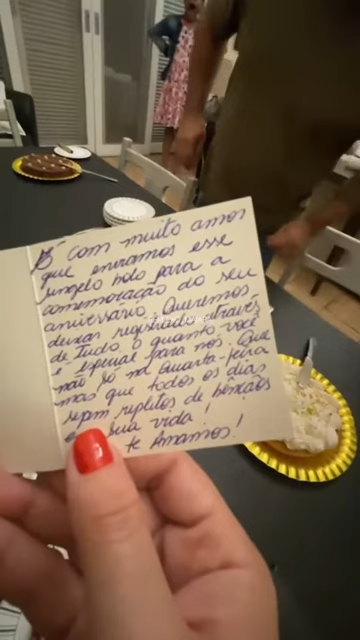 É com muito amor
que enviamos esse
singelo bolo para a
comemoração do seu
aniversário. Queremos
deixar registrado através
de tudo o quanto você
é especial para nós. Que
não só na Quarta-feira
mas que todos os dias
sejam repletos de bênçãos
sua vida!
te Amamos!